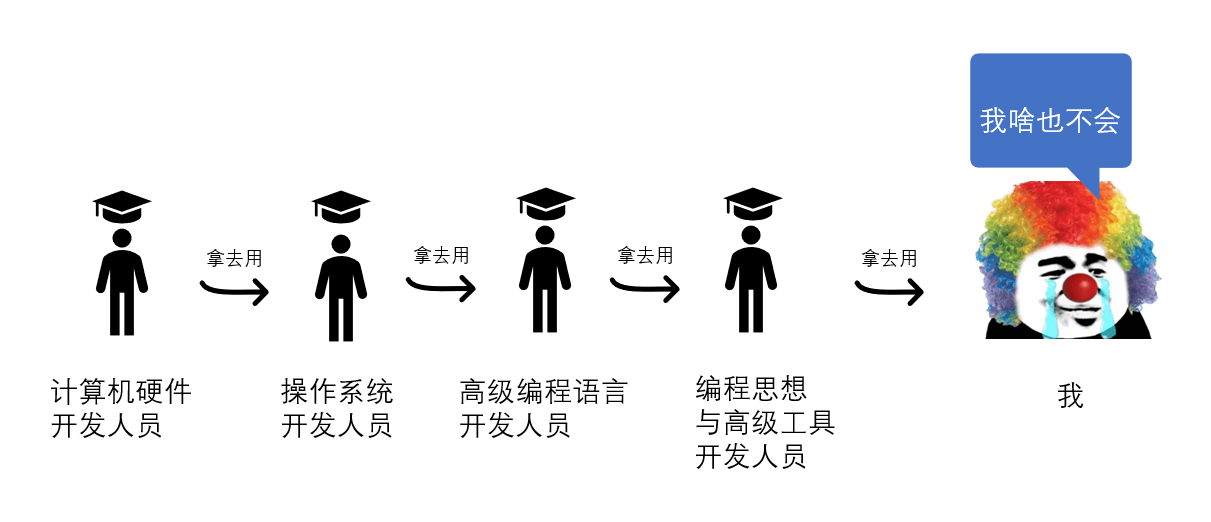 我啥也不会
拿去用
拿去用
拿去用
拿去用
计算机硬件
开发人员
操作系统
开发人员
高级编程语言
开发人员
编程思想
与高级工具
开发人员
我